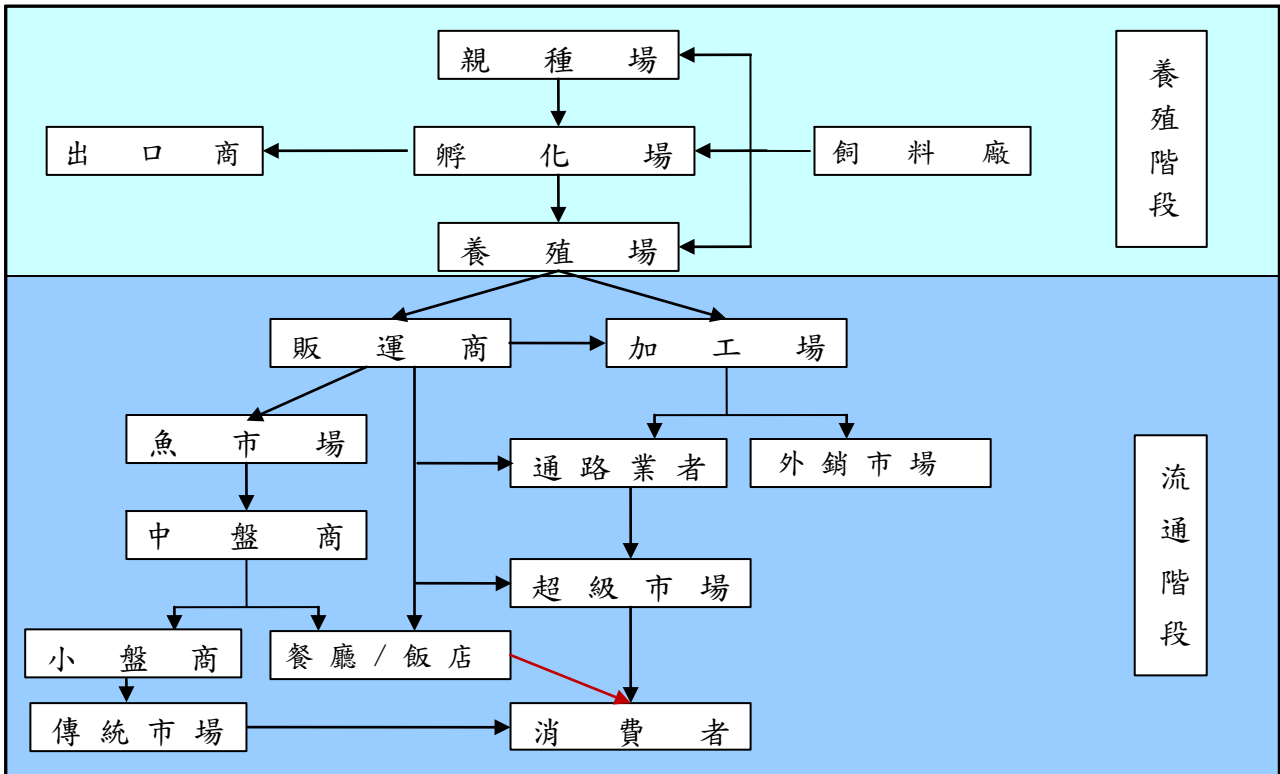 親種場
養殖階段
出口商
孵化場
飼料廠
養殖場
販運商
加工場
魚市場
通路業者
外銷市場
流通階段
中盤商
超級市場
小盤商
餐廳/飯店
傳統市場
消費者